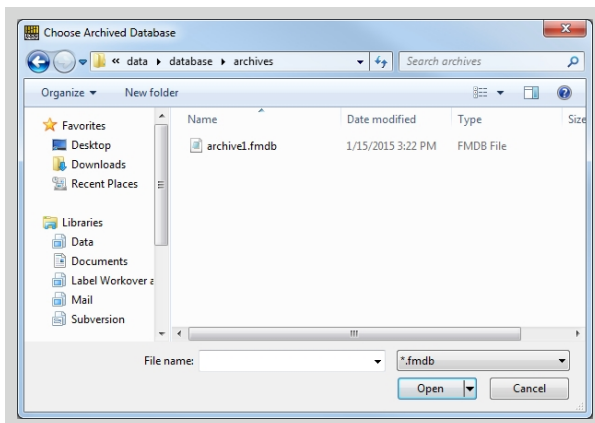 Choose Archived Database
« data ▸ database ▸ archives
Search archives
Organize ▾ New folder
Name Date modified Type Size
archive1.fmdb 1/15/2015 3:22 PM FMDB File
Favorites
Desktop
Downloads
Recent Places
Libraries
Data
Documents
Label Workover a
Mail
Subversion
File name:
*.fmdb
Open
Cancel